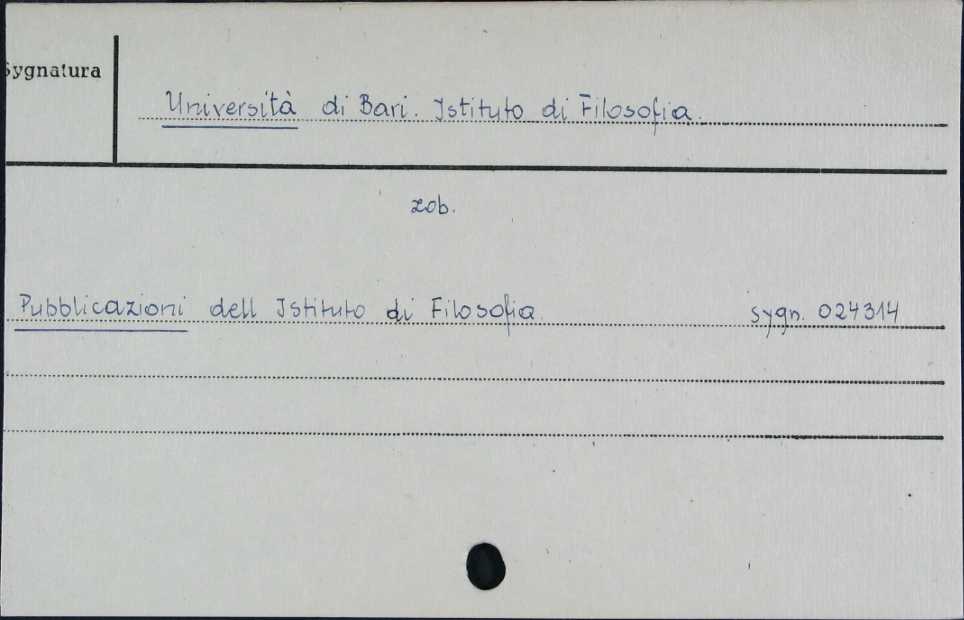 Sygnatura
Università di Bari. Istituto di Filosofia.
zob.
Pubblicazioni dell Istituto di Filosofia. sygn. 024314